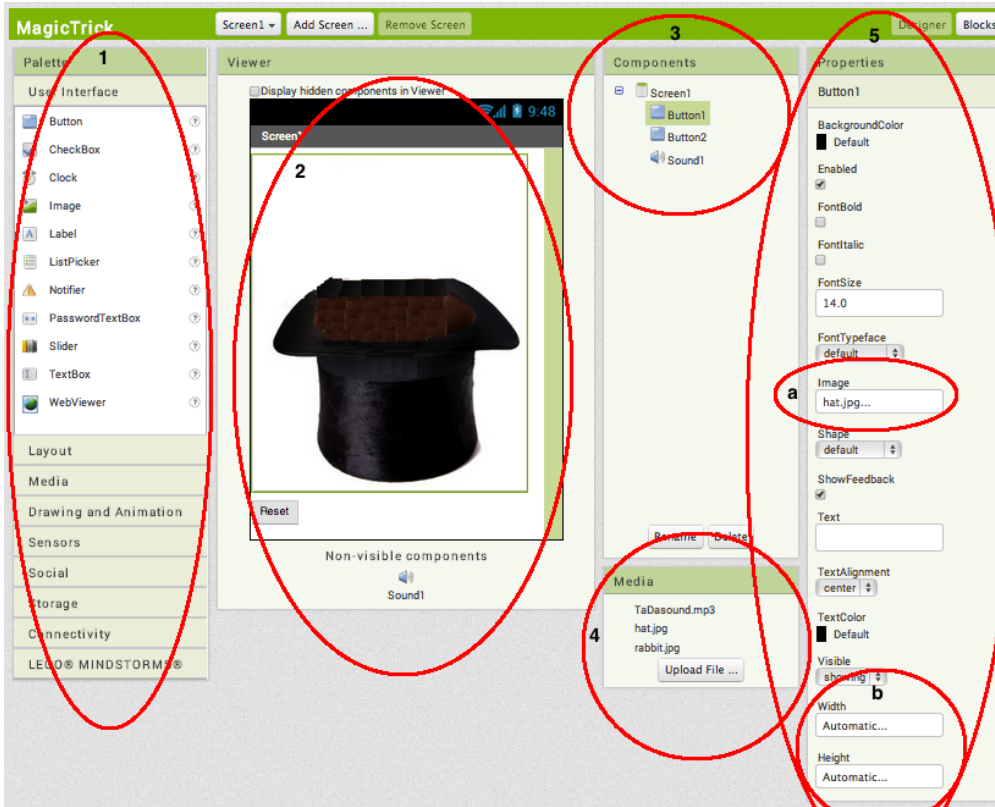 MagicTrick
Screen1
Add Screen ...
Remove Screen
Designer
Blocks
Palette
1
User Interface
Button
?
CheckBox
?
Clock
?
Image
?
Label
?
ListPicker
?
Notifier
?
PasswordTextBox
?
Slider
?
TextBox
?
WebViewer
?
Layout
Media
Drawing and Animation
Sensors
Social
Storage
Connectivity
LEGO® MINDSTORMS®
Viewer
Display hidden components in Viewer
9:48
Screen1
2
Reset
Non-visible components
Sound1
3
Components
Screen1
Button1
Button2
Sound1
Rename
Delete
Media
TaDasound.mp3
hat.jpg
rabbit.jpg
4
Upload File ...
5
Properties
Button1
BackgroundColor
Default
Enabled
FontBold
FontItalic
FontSize
14.0
FontTypeface
default
a
Image
hat.jpg...
Shape
default
ShowFeedback
Text
TextAlignment
center
TextColor
Default
Visible
showing
b
Width
Automatic...
Height
Automatic...